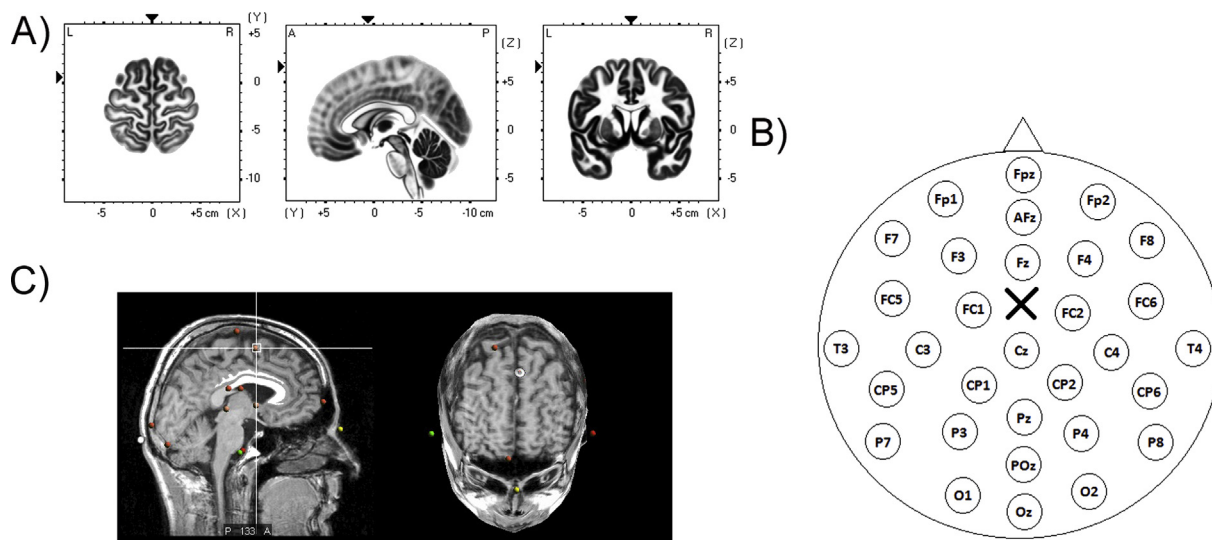 A)
L R (Y)
+5
0
-5
-10
-5 0 +5 cm (X)
A P
(Z)
+5
0
-5
(Y) +5 0 -5 -10 cm
L R
(Z)
+5
0
-5
-5 0 +5 cm (X)
B)
Fpz
Fp1 Fp2
AFz
F7 F8
F3 Fz F4
FC5 FC6
FC1 FC2
T3 C3 Cz C4 T4
CP5 CP1 CP2 CP6
P7 P3 Pz P4 P8
POz
O1 O2
Oz
C)
P 133 A